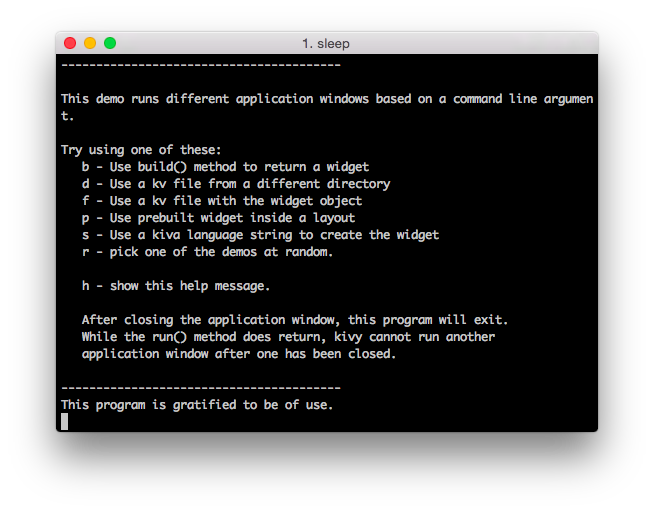 1. sleep
----------------------------------------
This demo runs different application windows based on a command line argumen
t.
Try using one of these:
b - Use build() method to return a widget
d - Use a kv file from a different directory
f - Use a kv file with the widget object
p - Use prebuilt widget inside a layout
s - Use a kiva language string to create the widget
r - pick one of the demos at random.
h - show this help message.
After closing the application window, this program will exit.
While the run() method does return, kivy cannot run another
application window after one has been closed.
----------------------------------------
This program is gratified to be of use.